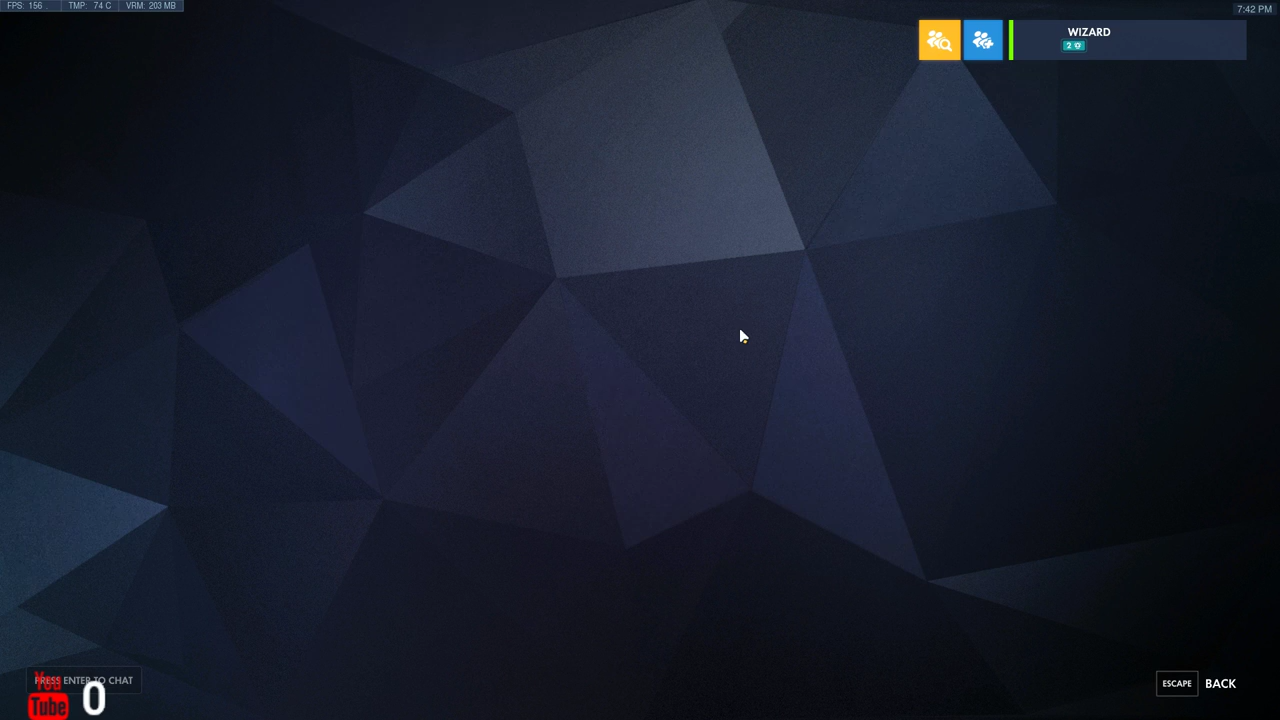 FPS: 156 TMP: 74 C VRM: 203 MB
7:42 PM
WIZARD
2
PRESS ENTER TO CHAT
You
Tube 0
ESCAPE BACK